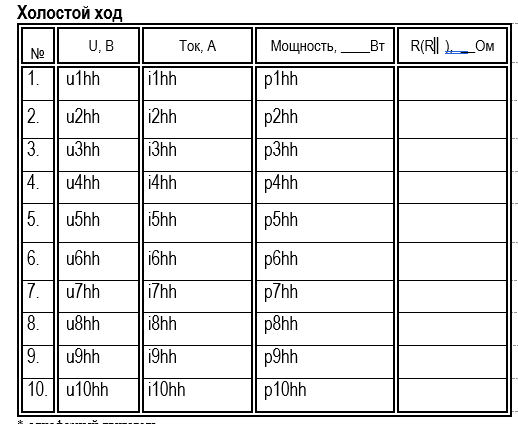 Холостой ход
№ U, В Ток, А Мощность, ____Вт R(R‖ ),__ Ом
1. u1hh i1hh p1hh
2. u2hh i2hh p2hh
3. u3hh i3hh p3hh
4. u4hh i4hh p4hh
5. u5hh i5hh p5hh
6. u6hh i6hh p6hh
7. u7hh i7hh p7hh
8. u8hh i8hh p8hh
9. u9hh i9hh p9hh
10. u10hh i10hh p10hh